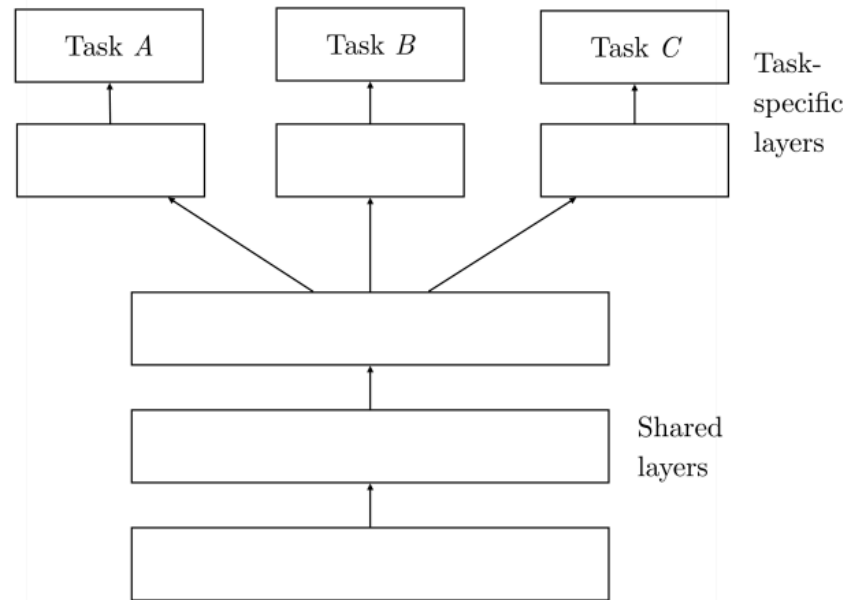 Task A
Task B
Task C
Task-
specific
layers
Shared
layers